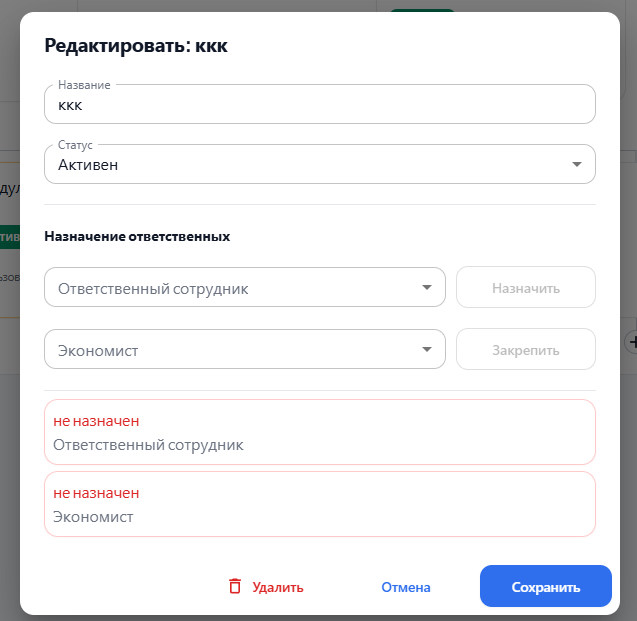 Редактировать: ккк
Название
ккк
Статус
Активен
Назначение ответственных
Ответственный сотрудник
Назначить
Экономист
Закрепить
не назначен
Ответственный сотрудник
не назначен
Экономист
Удалить
Отмена
Сохранить